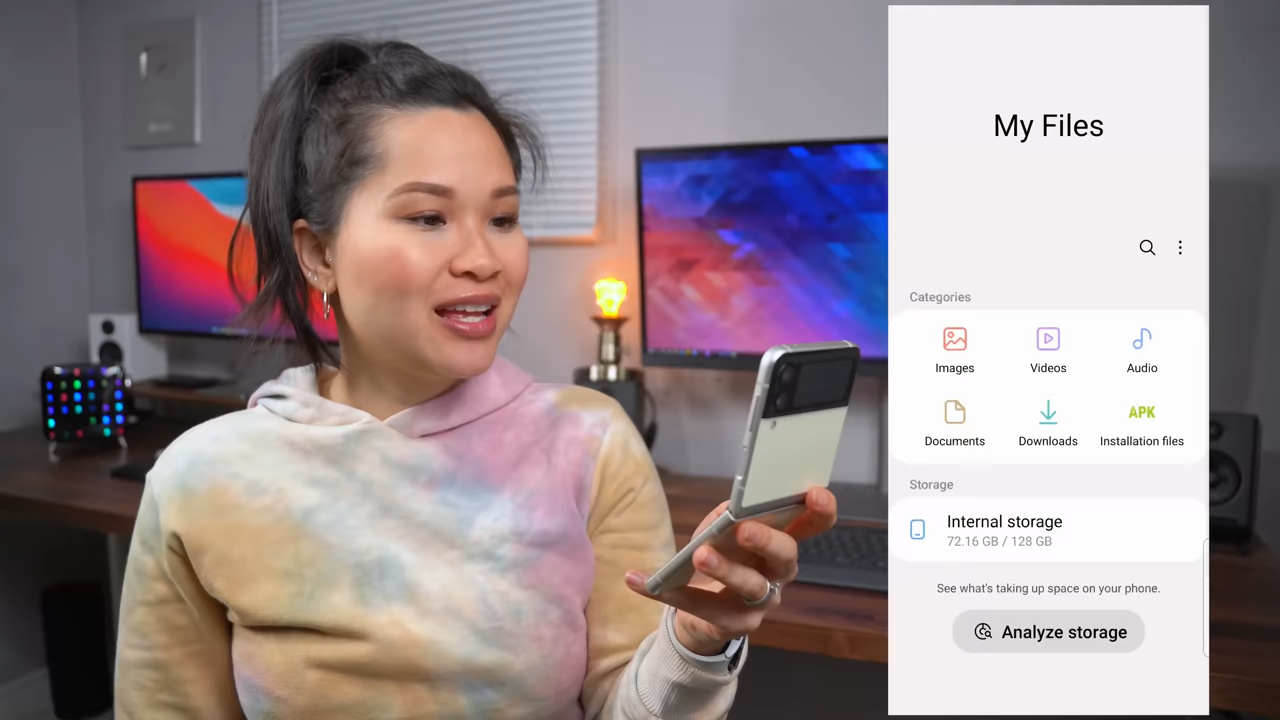 My Files
Categories
Images
Videos
Audio
Documents
Downloads
APK
Installation files
Storage
Internal storage
72.16 GB / 128 GB
See what's taking up space on your phone.
Analyze storage